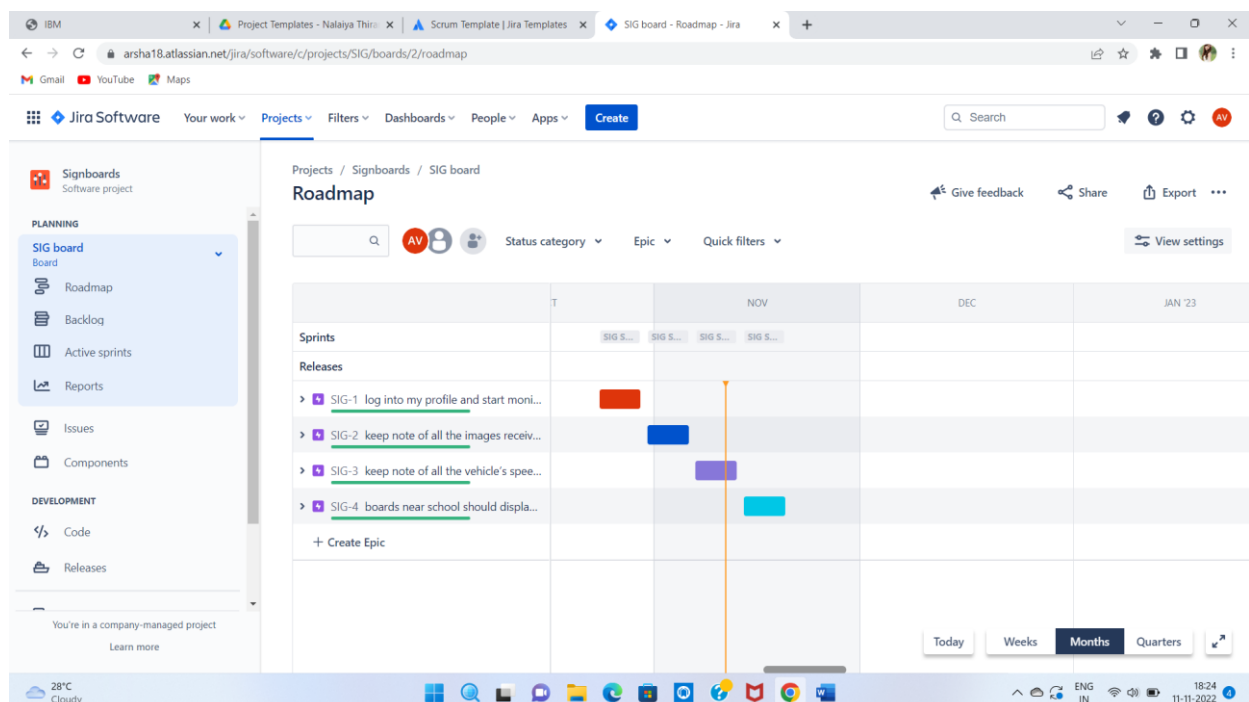 IBM
Project Templates - Nalaiya Thira
Scrum Template | Jira Templates
SIG board - Roadmap - Jira
arsha18.atlassian.net/jira/software/c/projects/SIG/boards/2/roadmap
Gmail YouTube Maps
Jira Software Your work Projects Filters Dashboards People Apps Create Search AV
Signboards
Software project
PLANNING
SIG board
Board
Roadmap
Backlog
Active sprints
Reports
Issues
Components
DEVELOPMENT
Code
Releases
You're in a company-managed project
Learn more
Projects / Signboards / SIG board
Roadmap
Give feedback Share Export
AV Status category Epic Quick filters View settings
T NOV DEC JAN '23
Sprints SIG S... SIG S... SIG S... SIG S...
Releases
SIG-1 log into my profile and start moni...
SIG-2 keep note of all the images receiv...
SIG-3 keep note of all the vehicle's spee...
SIG-4 boards near school should displa...
+ Create Epic
Today Weeks Months Quarters
28°C
Cloudy
ENG
IN
18:24
11-11-2022
4